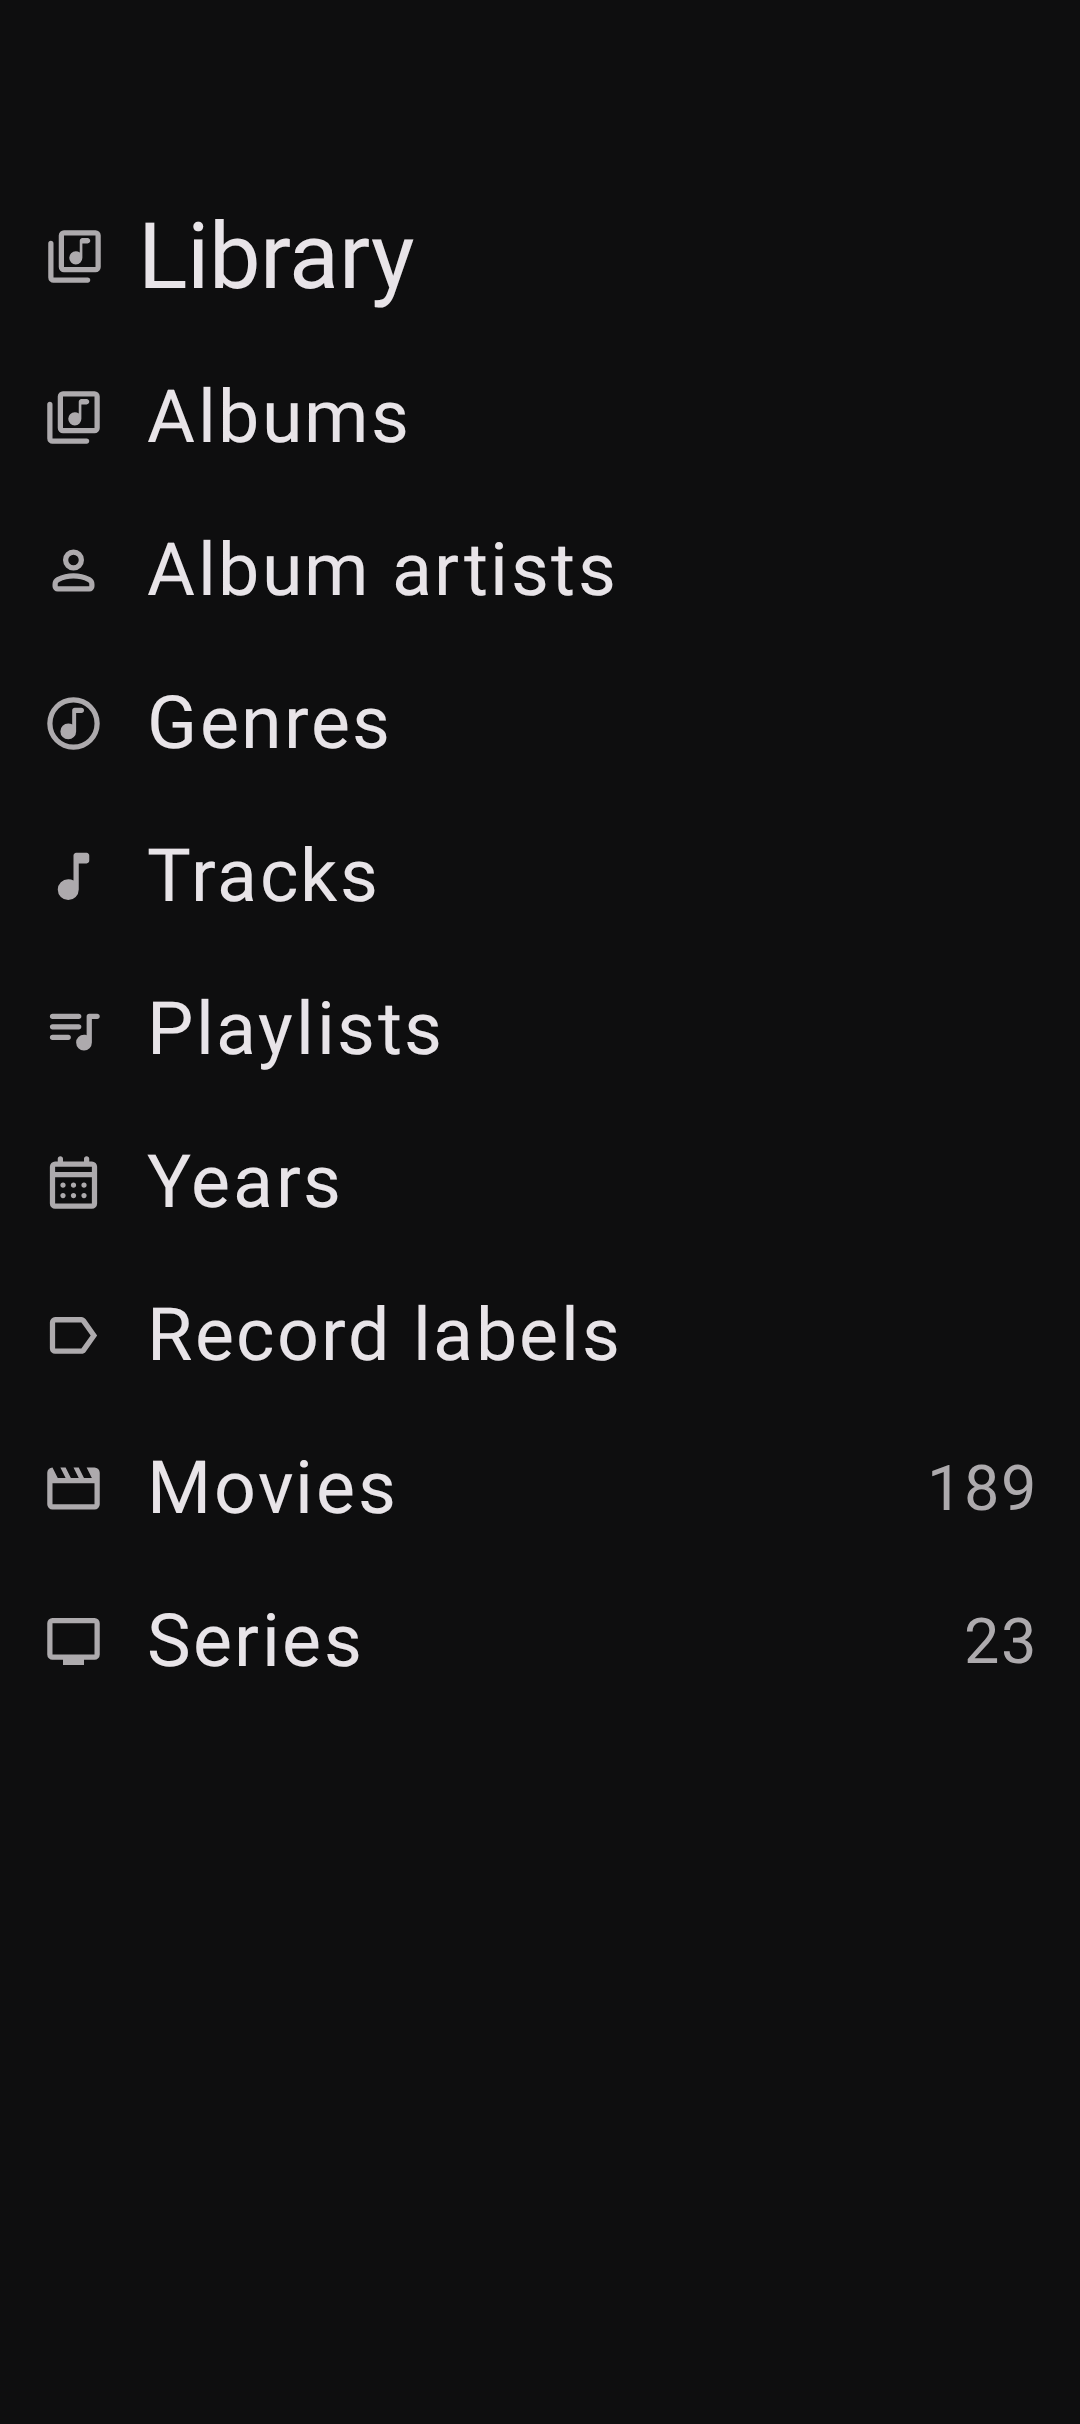 Library
Albums
Album artists
Genres
Tracks
Playlists
Years
Record labels
Movies 189
Series 23